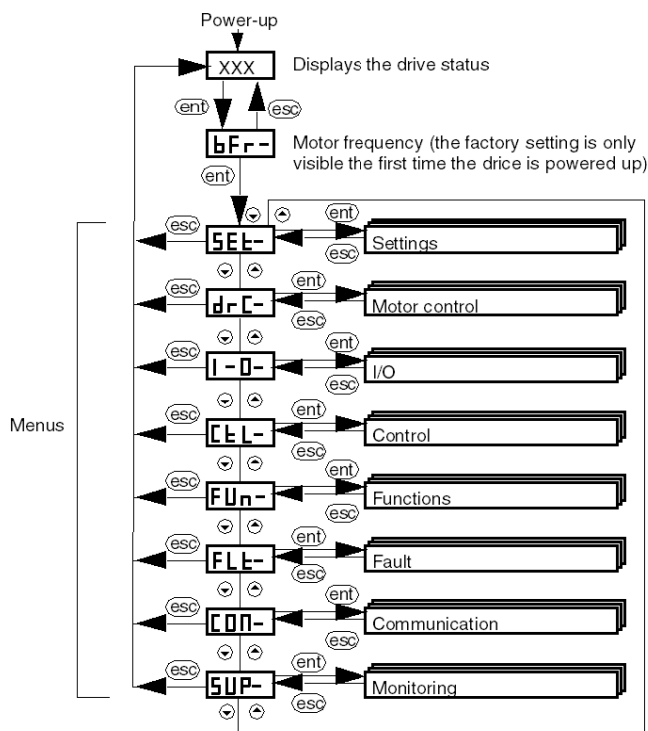 Power-up
XXX
Displays the drive status
ent
esc
bFr-
Motor frequency (the factory setting is only
visible the first time the drice is powered up)
ent
Menus
esc
SEt-
ent
esc
Settings
esc
drC-
ent
esc
Motor control
esc
I-O-
ent
esc
I/O
esc
CtL-
ent
esc
Control
esc
FUn-
ent
esc
Functions
esc
FLt-
ent
esc
Fault
esc
COn-
ent
esc
Communication
esc
SUP-
ent
esc
Monitoring